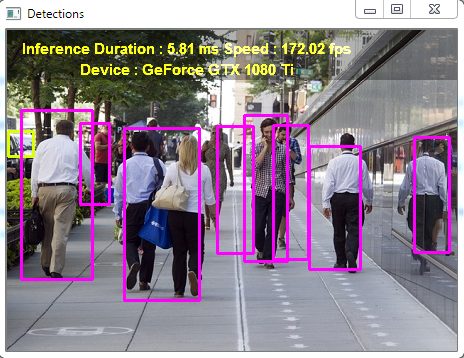 Detections
Inference Duration : 5.81 ms Speed : 172.02 fps
Device : GeForce GTX 1080 Ti